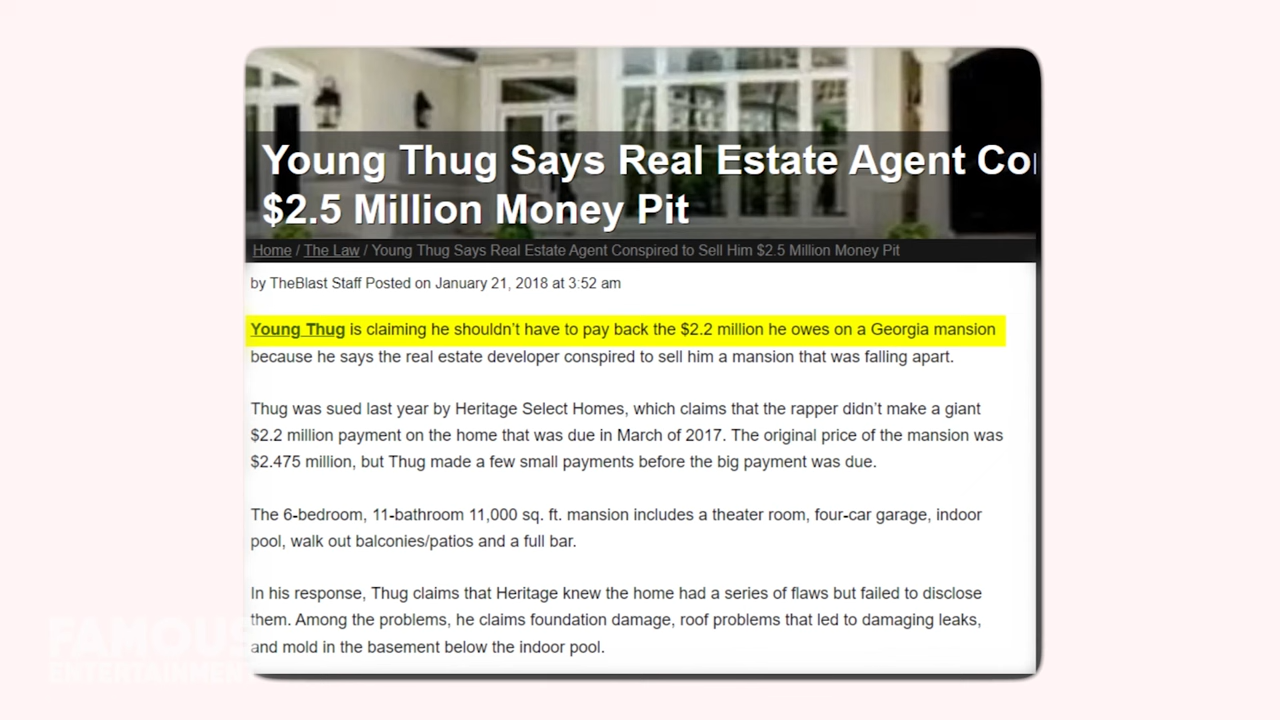 Young Thug Says Real Estate Agent
$2.5 Million Money Pit
Home / The Law / Young Thug Says Real Estate Agent Conspired to Sell Him $2.5 Million Money Pit
by TheBlast Staff Posted on January 21, 2018 at 3:52 am
Young Thug is claiming he shouldn’t have to pay back the $2.2 million he owes on a Georgia mansion
because he says the real estate developer conspired to sell him a mansion that was falling apart.
Thug was sued last year by Heritage Select Homes, which claims that the rapper didn’t make a giant
$2.2 million payment on the home that was due in March of 2017. The original price of the mansion was
$2.475 million, but Thug made a few small payments before the big payment was due.
The 6-bedroom, 11-bathroom 11,000 sq. ft. mansion includes a theater room, four-car garage, indoor
pool, walk out balconies/patios and a full bar.
In his response, Thug claims that Heritage knew the home had a series of flaws but failed to disclose
them. Among the problems, he claims foundation damage, roof problems that led to damaging leaks,
and mold in the basement below the indoor pool.
FAMOUS
ENTERTAINMENT